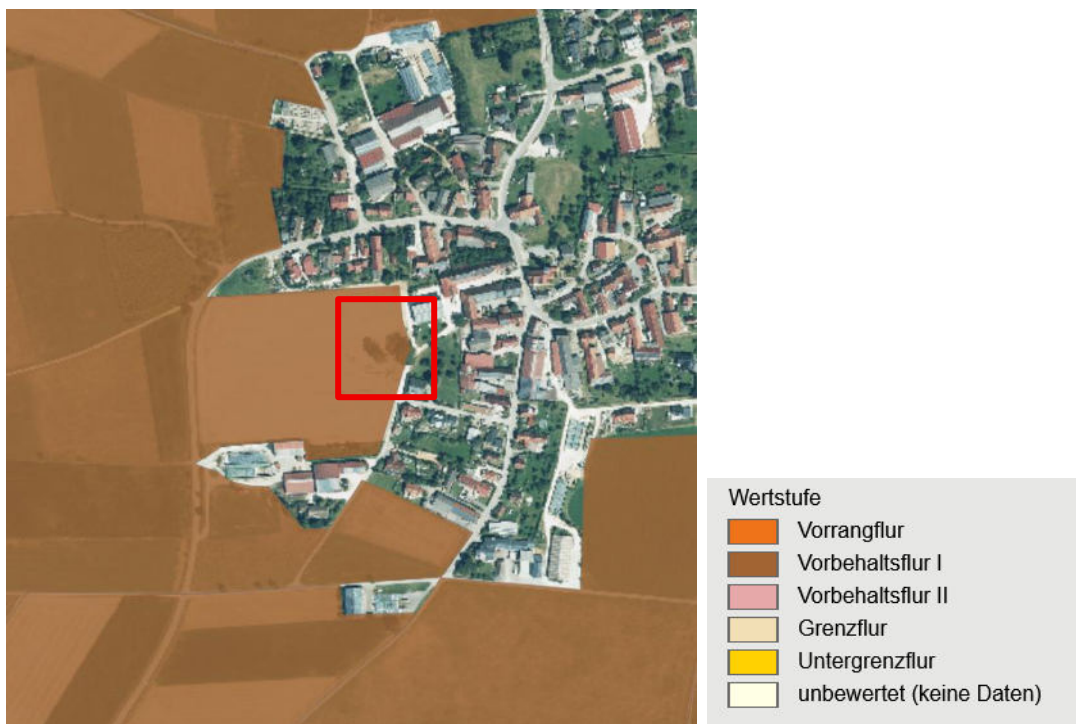 Wertstufe
Vorrangflur
Vorbehaltsflur I
Vorbehaltsflur II
Grenzflur
Untergrenzflur
unbewertet (keine Daten)